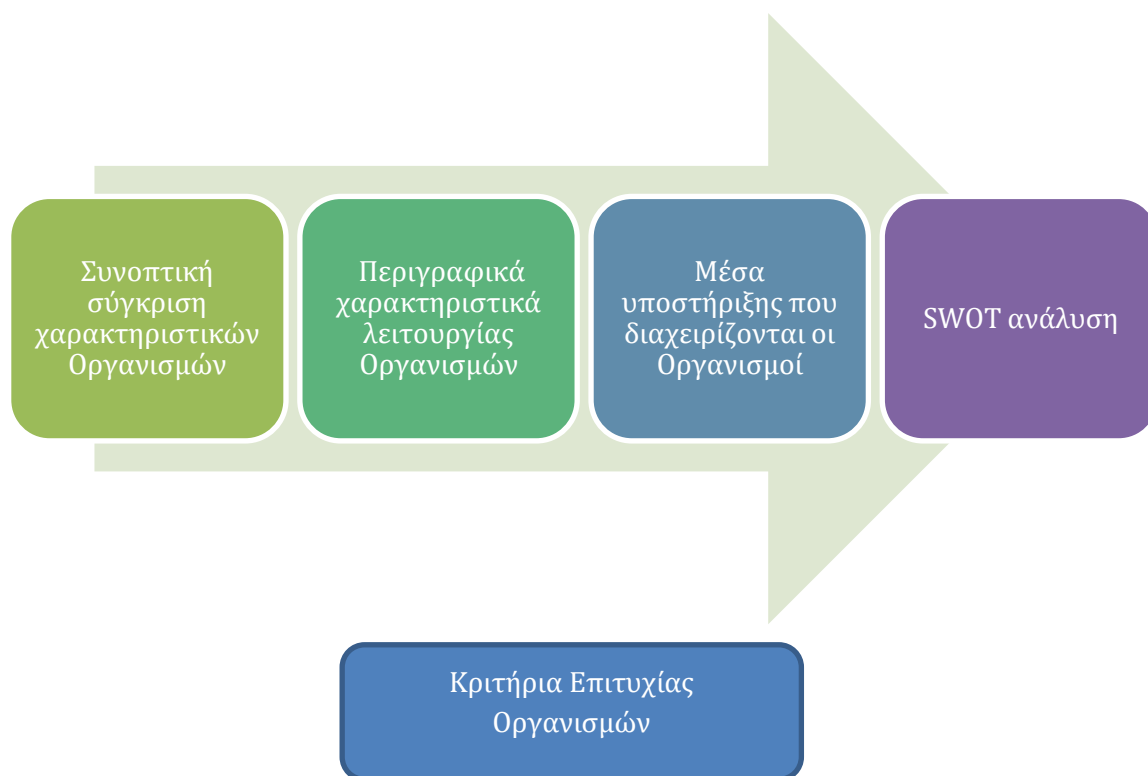 Συνοπτική
σύγκριση
χαρακτηριστικών
Οργανισμών
Περιγραφικά
χαρακτηριστικά
λειτουργίας
Οργανισμών
Μέσα
υποστήριξης που
διαχειρίζονται οι
Οργανισμοί
SWOT ανάλυση
Κριτήρια Επιτυχίας
Οργανισμών